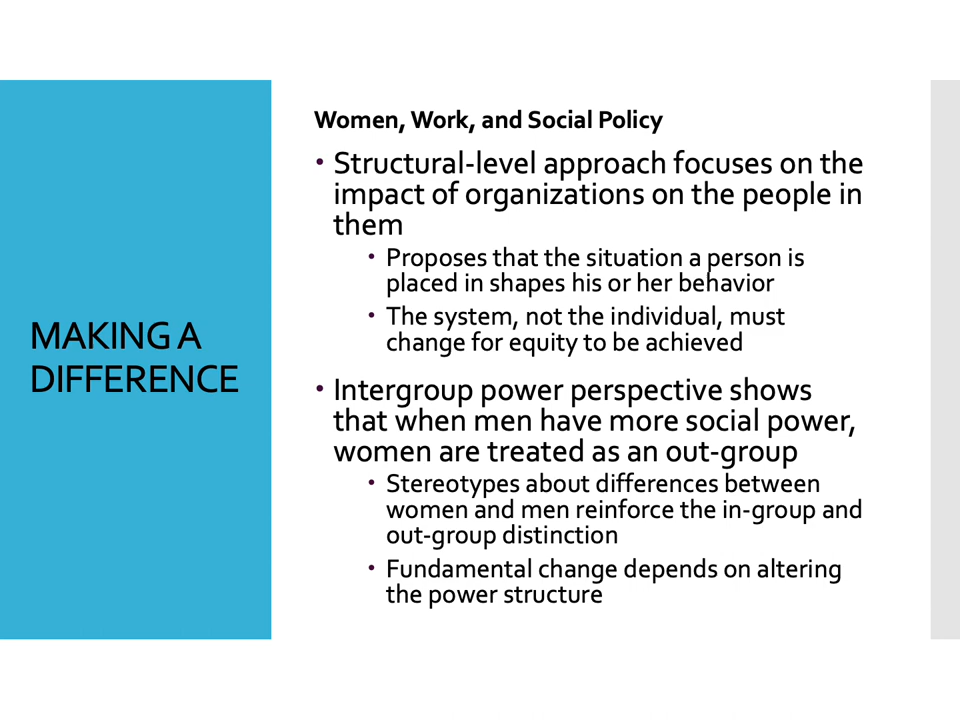 MAKING A
DIFFERENCE
Women, Work, and Social Policy
• Structural-level approach focuses on the
impact of organizations on the people in
them
• Proposes that the situation a person is
placed in shapes his or her behavior
• The system, not the individual, must
change for equity to be achieved
• Intergroup power perspective shows
that when men have more social power,
women are treated as an out-group
• Stereotypes about differences between
women and men reinforce the in-group and
out-group distinction
• Fundamental change depends on altering
the power structure